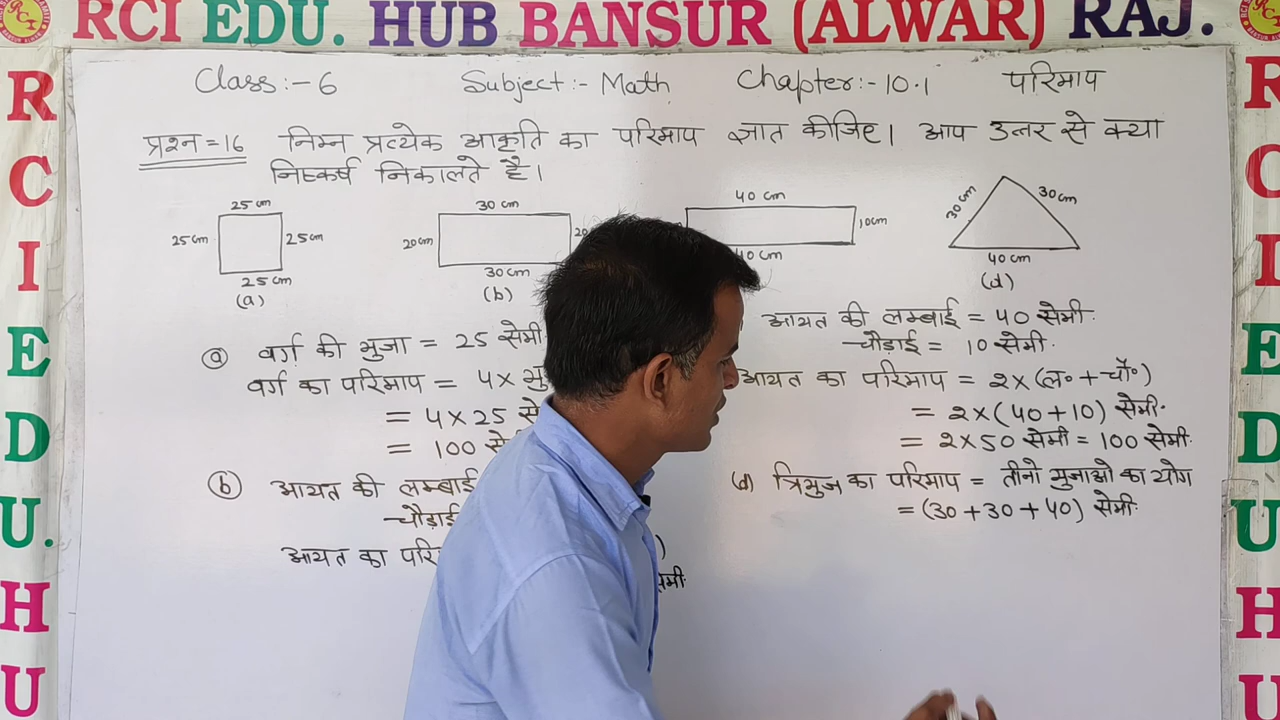 RCI EDU. HUB BANSUR (ALWAR) RAJ.
R C I E D U. H U
Class:- 6 Subject:- Math Chapter:- 10.1 परिमाप
प्रश्न=16 निम्न प्रत्येक आकृति का परिमाप ज्ञात कीजिए। आप उत्तर से क्या
निष्कर्ष निकालते है।
25 cm
25 cm 25 cm
25 cm
(a)
30 cm
20 cm 20
30 cm
(b)
40 cm
10 cm
40 cm
30 cm 30 cm
40 cm
(d)
(a) वर्ग की भुजा = 25 सेमी
वर्ग का परिमाप = 4 × भु
= 4 × 25 से
= 100 से
(b) आयत की लम्बाई
चौड़ाई
आयत का परि
)
सेमी.
आयत की लम्बाई = 40 सेमी.
चौड़ाई = 10 सेमी.
आयत का परिमाप = 2×(ल॰ + चौ॰)
= 2×(40+10) सेमी.
= 2×50 सेमी = 100 सेमी.
(d) त्रिभुज का परिमाप = तीनो भुजाओ का योग
= (30+30+40) सेमी.
R C I E D U. H U